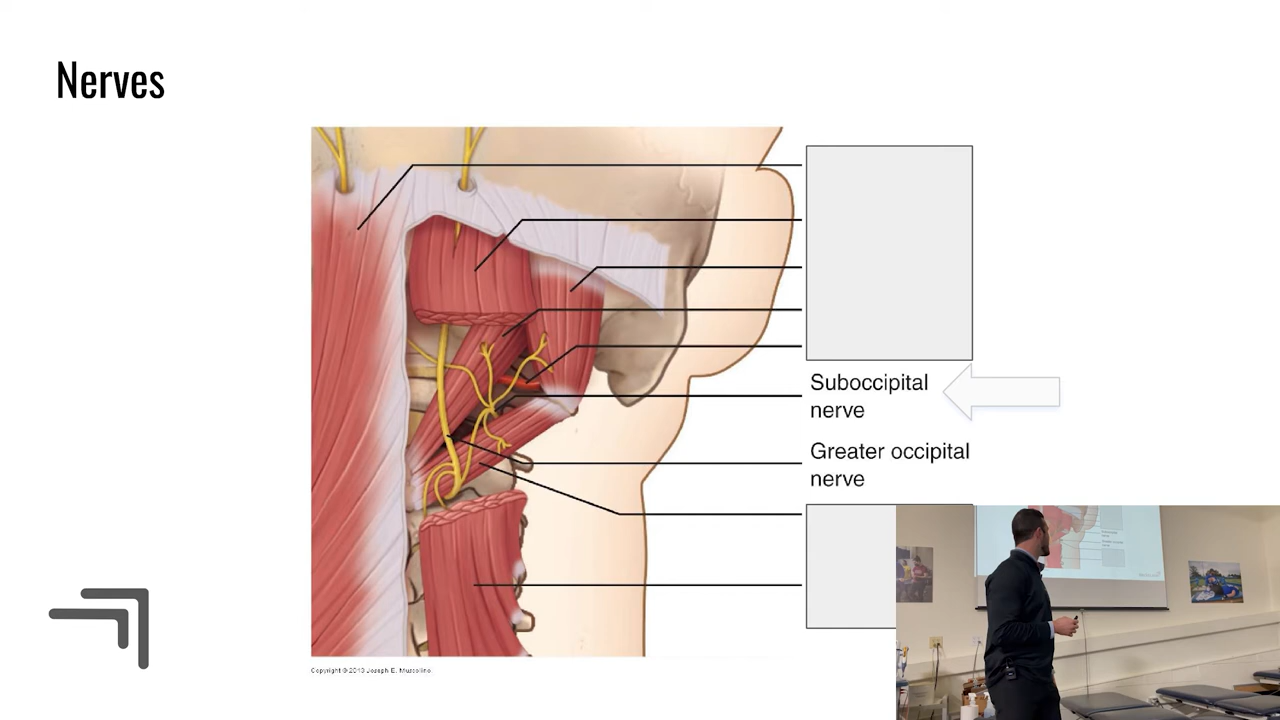 Nerves
Suboccipital
nerve
Greater occipital
nerve
Copyright © 2013 Joseph E. Muscolino